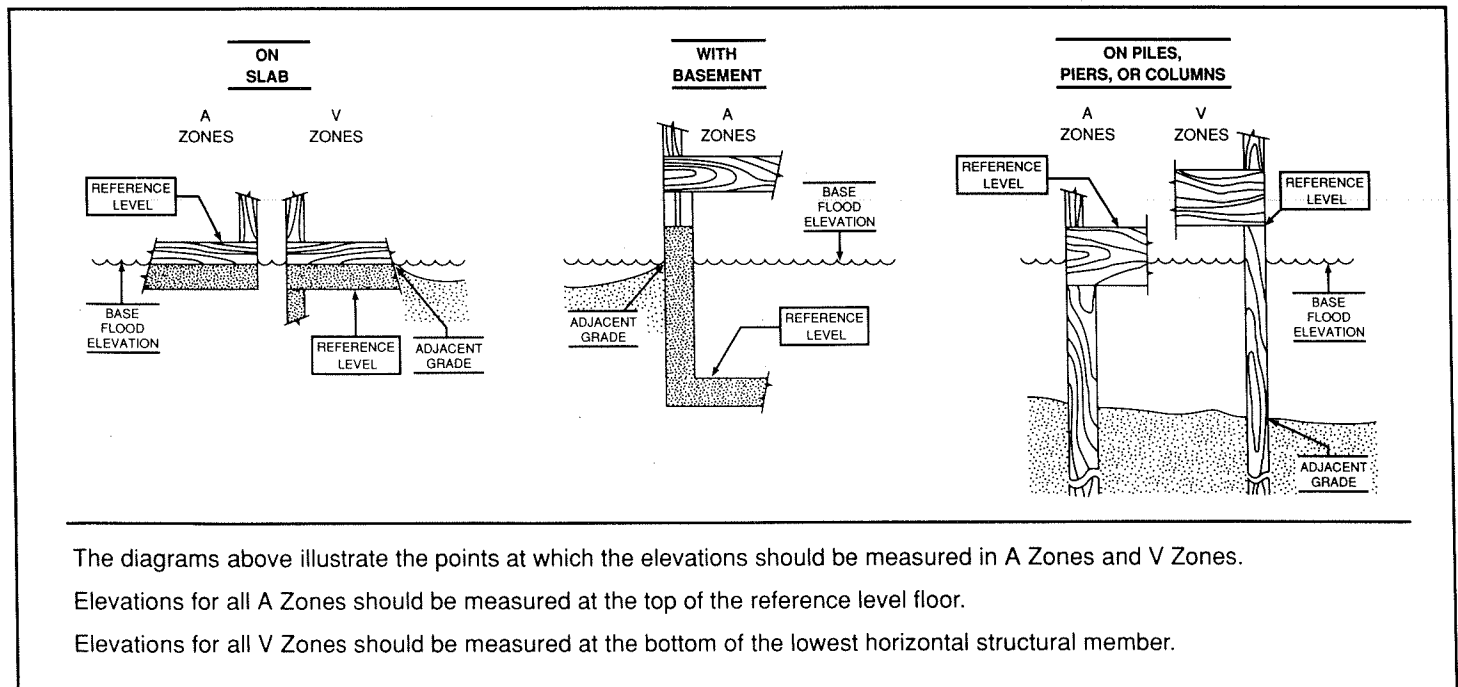 ON
SLAB
A
ZONES
V
ZONES
REFERENCE
LEVEL
BASE
FLOOD
ELEVATION
REFERENCE
LEVEL
ADJACENT
GRADE
WITH
BASEMENT
A
ZONES
BASE
FLOOD
ELEVATION
ADJACENT
GRADE
REFERENCE
LEVEL
ON PILES,
PIERS, OR COLUMNS
A
ZONES
V
ZONES
REFERENCE
LEVEL
REFERENCE
LEVEL
BASE
FLOOD
ELEVATION
ADJACENT
GRADE
The diagrams above illustrate the points at which the elevations should be measured in A Zones and V Zones.
Elevations for all A Zones should be measured at the top of the reference level floor.
Elevations for all V Zones should be measured at the bottom of the lowest horizontal structural member.